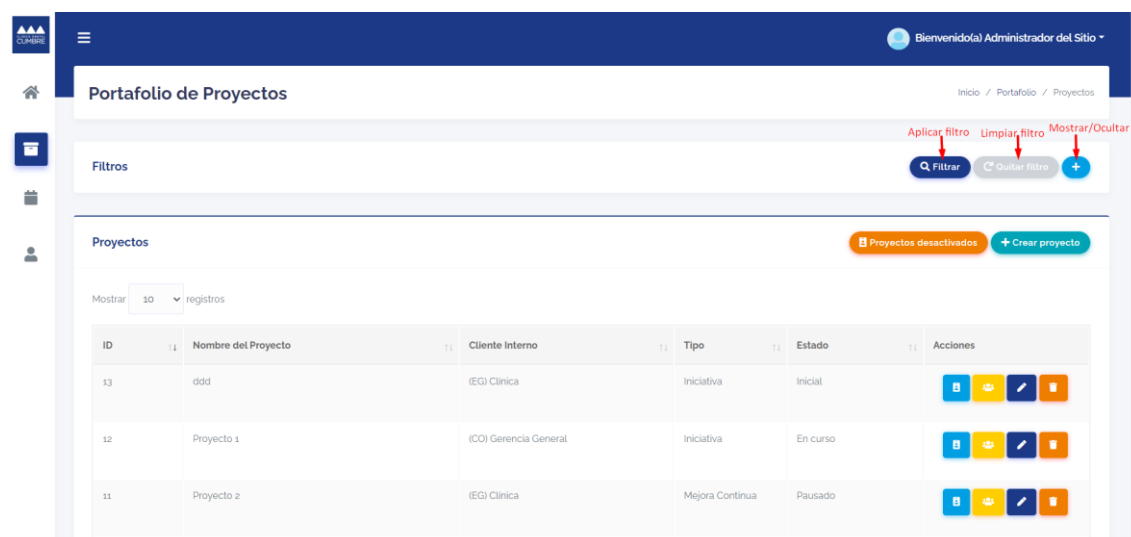 CUMBRE
Bienvenido(a) Administrador del Sitio
Portafolio de Proyectos
Inicio / Portafolio / Proyectos
Aplicar filtro Limpiar filtro Mostrar/Ocultar
Filtros
Filtrar Quitar filtro
Proyectos
Proyectos desactivados + Crear proyecto
Mostrar 10 registros
ID Nombre del Proyecto Cliente Interno Tipo Estado Acciones
13 ddd (EG) Clínica Iniciativa Inicial
12 Proyecto 1 (CO) Gerencia General Iniciativa En curso
11 Proyecto 2 (EG) Clínica Mejora Continua Pausado